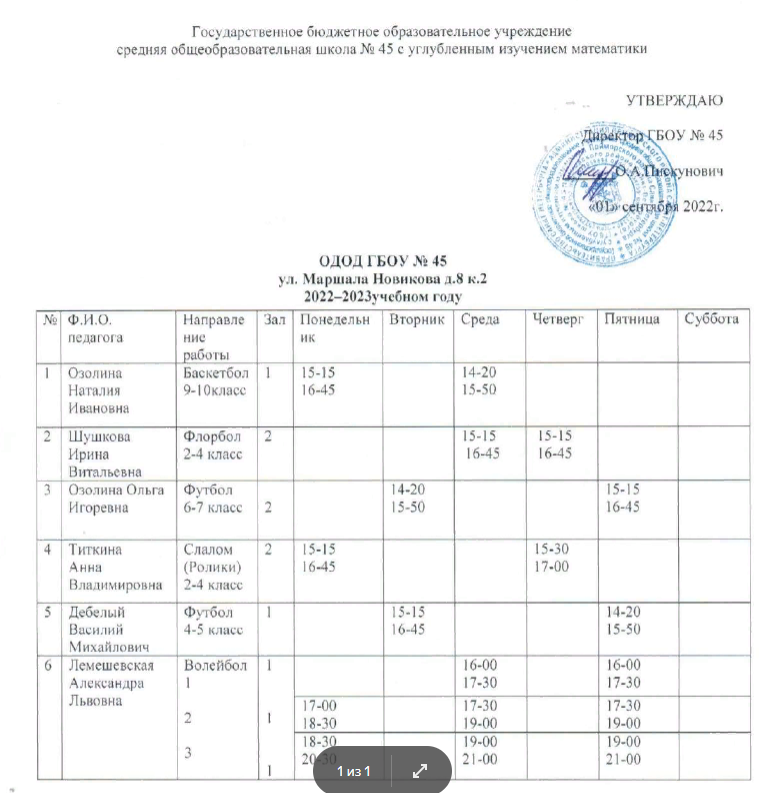 Государственное бюджетное образовательное учреждение
средняя общеобразовательная школа № 45 с углубленным изучением математики
УТВЕРЖДАЮ
Директор ГБОУ № 45
О.А.Пискунович
«01» сентября 2022г.
ОДОД ГБОУ № 45
ул. Маршала Новикова д.8 к.2
2022–2023учебном году
№ Ф.И.О. Направле Зал Понедельн Вторник Среда Четверг Пятница Суббота
педагога ние ик
работы
1 Озолина Баскетбол 1 15-15 14-20
Наталия 9-10класс 16-45 15-50
Ивановна
2 Шушкова Флорбол 2 15-15 15-15
Ирина 2-4 класс 16-45 16-45
Витальевна
3 Озолина Ольга Футбол 14-20 15-15
Игоревна 6-7 класс 2 15-50 16-45
4 Титкина Слалом 2 15-15 15-30
Анна (Ролики) 16-45 17-00
Владимировна 2-4 класс
5 Дебелый Футбол 1 15-15 14-20
Василий 4-5 класс 16-45 15-50
Михайлович
6 Лемешевская Волейбол 1 16-00 16-00
Александра 1 17-30 17-30
Львовна 17-00 17-30 17-30
2 1 18-30 19-00 19-00
18-30 19-00 19-00
3 20-30 21-00 21-00
1
1 из 1